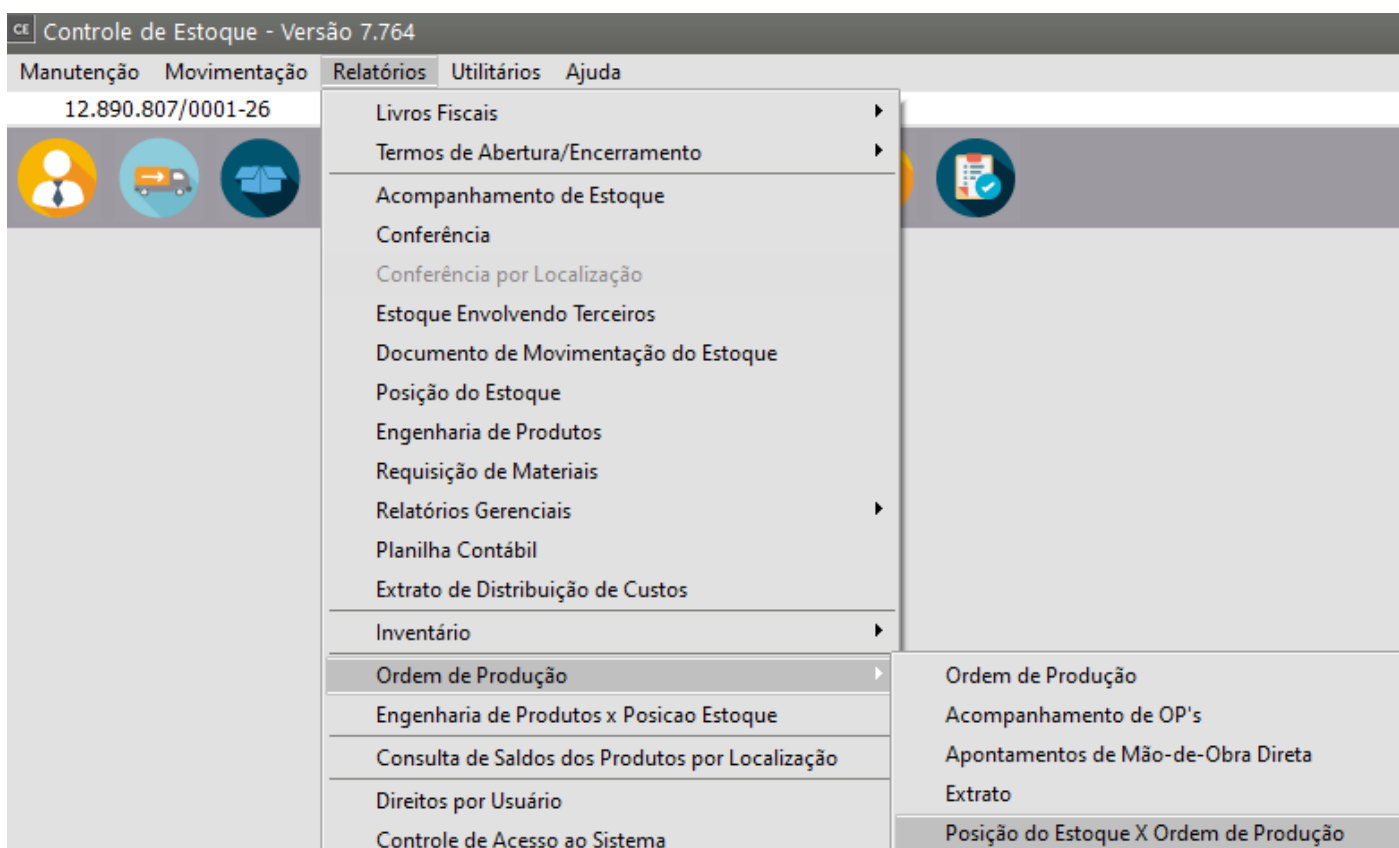 CE Controle de Estoque - Versão 7.764
Manutenção Movimentação Relatórios Utilitários Ajuda
12.890.807/0001-26
Livros Fiscais
Termos de Abertura/Encerramento
Acompanhamento de Estoque
Conferência
Conferência por Localização
Estoque Envolvendo Terceiros
Documento de Movimentação do Estoque
Posição do Estoque
Engenharia de Produtos
Requisição de Materiais
Relatórios Gerenciais
Planilha Contábil
Extrato de Distribuição de Custos
Inventário
Ordem de Produção
Engenharia de Produtos x Posicao Estoque
Consulta de Saldos dos Produtos por Localização
Direitos por Usuário
Controle de Acesso ao Sistema
Ordem de Produção
Acompanhamento de OP's
Apontamentos de Mão-de-Obra Direta
Extrato
Posição do Estoque X Ordem de Produção